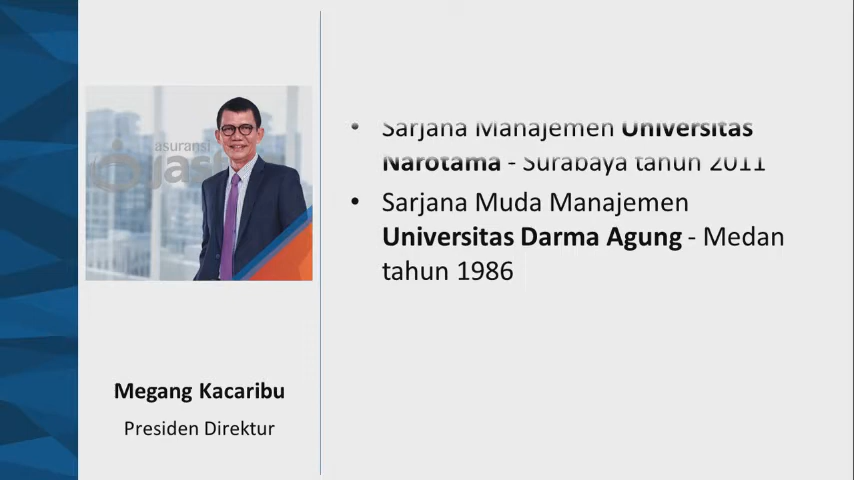 asuransi
• Sarjana Manajemen Universitas
Narotama - Surabaya tahun 2011
• Sarjana Muda Manajemen
Universitas Darma Agung - Medan
tahun 1986
Megang Kacaribu
Presiden Direktur